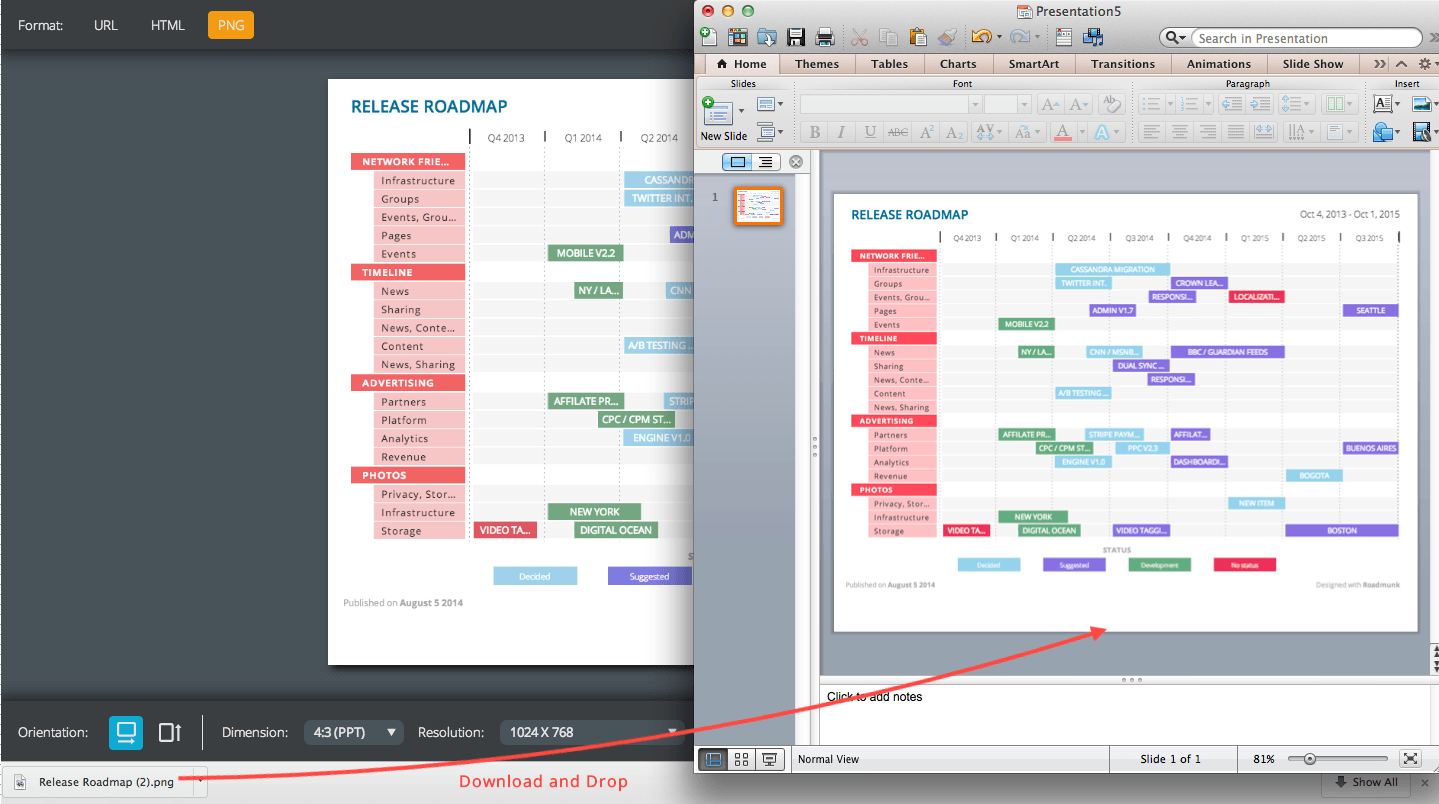 Format: URL HTML PNG
RELEASE ROADMAP
Q4 2013 Q1 2014 Q2 2014
NETWORK FRIE...
Infrastructure CASSANDR
Groups TWITTER INT.
Events, Grou...
Pages ADM
Events MOBILE V2.2
TIMELINE
News NY / LA... CNN
Sharing
News, Conte...
Content A/B TESTING ...
News, Sharing
ADVERTISING
Partners AFFILATE PR... STRIP
Platform CPC / CPM ST...
Analytics ENGINE V1.0
Revenue
PHOTOS
Privacy, Stor...
Infrastructure NEW YORK
Storage VIDEO TA... DIGITAL OCEAN
S
Decided Suggested
Published on August 5 2014
Orientation: Dimension: 4:3 (PPT) Resolution: 1024 X 768
Release Roadmap (2).png
Download and Drop
Show All
Presentation5
Search in Presentation
Home Themes Tables Charts SmartArt Transitions Animations Slide Show
Slides Font Paragraph Insert
New Slide
B I U ABC A2 A2 AV Aa A A
1
RELEASE ROADMAP Oct 4, 2013 - Oct 1, 2015
Q4 2013 Q1 2014 Q2 2014 Q3 2014 Q4 2014 Q1 2015 Q2 2015 Q3 2015
NETWORK FRIE...
Infrastructure CASSANDRA MIGRATION
Groups TWITTER INT. CROWN LEA...
Events, Grou... RESPONSI... LOCALIZATI...
Pages ADMIN V1.7 SEATTLE
Events MOBILE V2.2
TIMELINE
News NY / LA... CNN / MSNB... BBC / GUARDIAN FEEDS
Sharing DUAL SYNC ...
News, Conte... RESPONSI...
Content A/B TESTING ...
News, Sharing
ADVERTISING
Partners AFFILATE PR... STRIPE PAYM... AFFILAT...
Platform CPC / CPM ST... PPC V2.3 BUENOS AIRES
Analytics ENGINE V1.0 DASHBOARDI...
Revenue BOGOTA
PHOTOS
Privacy, Stor... NEW ITEM
Infrastructure NEW YORK
Storage VIDEO TA... DIGITAL OCEAN VIDEO TAGGI... BOSTON
STATUS
Decided Suggested Development No status
Published on August 5 2014 Designed with Roadmunk
Click to add notes
Normal View Slide 1 of 1 81%